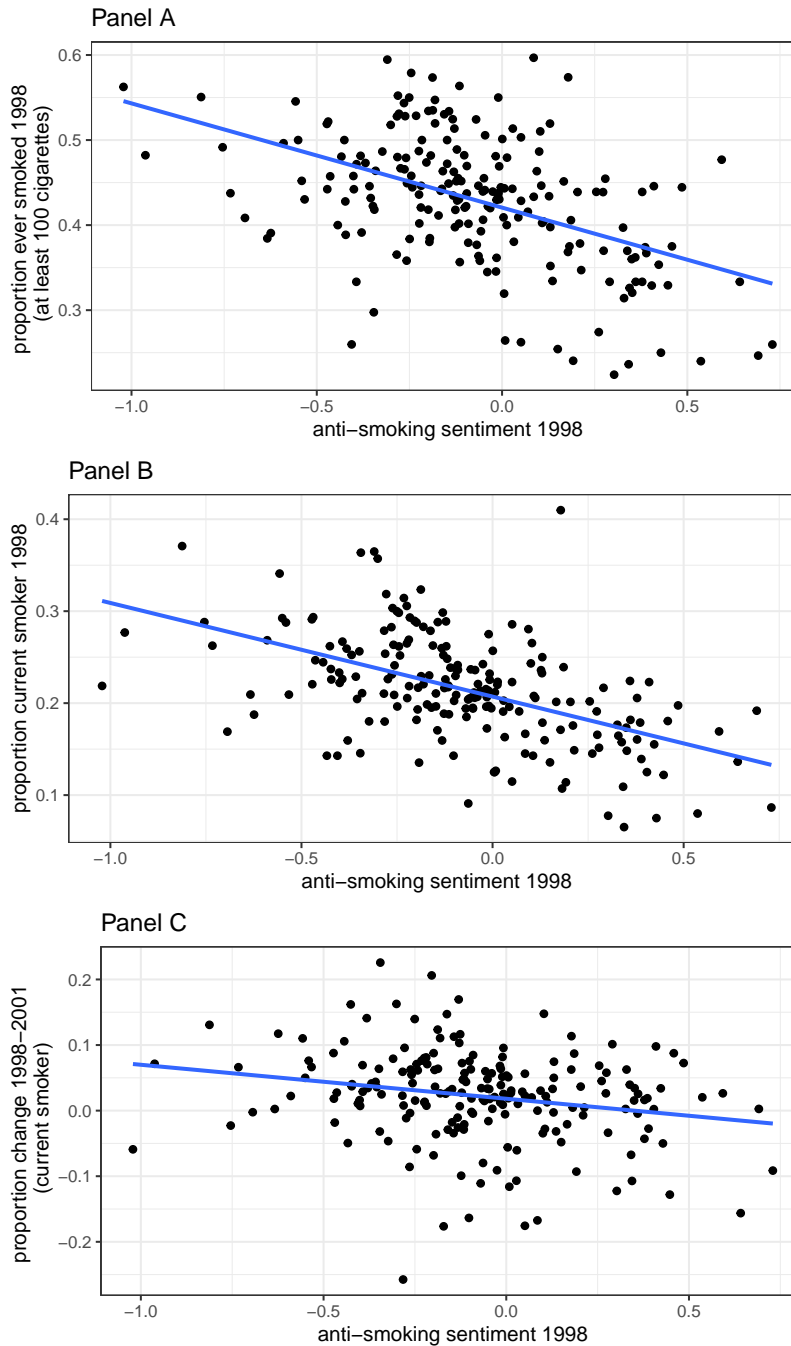 Panel A
proportion ever smoked 1998
(at least 100 cigarettes)
0.6
0.5
0.4
0.3
−1.0 −0.5 0.0 0.5
anti−smoking sentiment 1998
Panel B
proportion current smoker 1998
0.4
0.3
0.2
0.1
−1.0 −0.5 0.0 0.5
anti−smoking sentiment 1998
Panel C
proportion change 1998−2001
(current smoker)
0.2
0.1
0.0
−0.1
−0.2
−1.0 −0.5 0.0 0.5
anti−smoking sentiment 1998